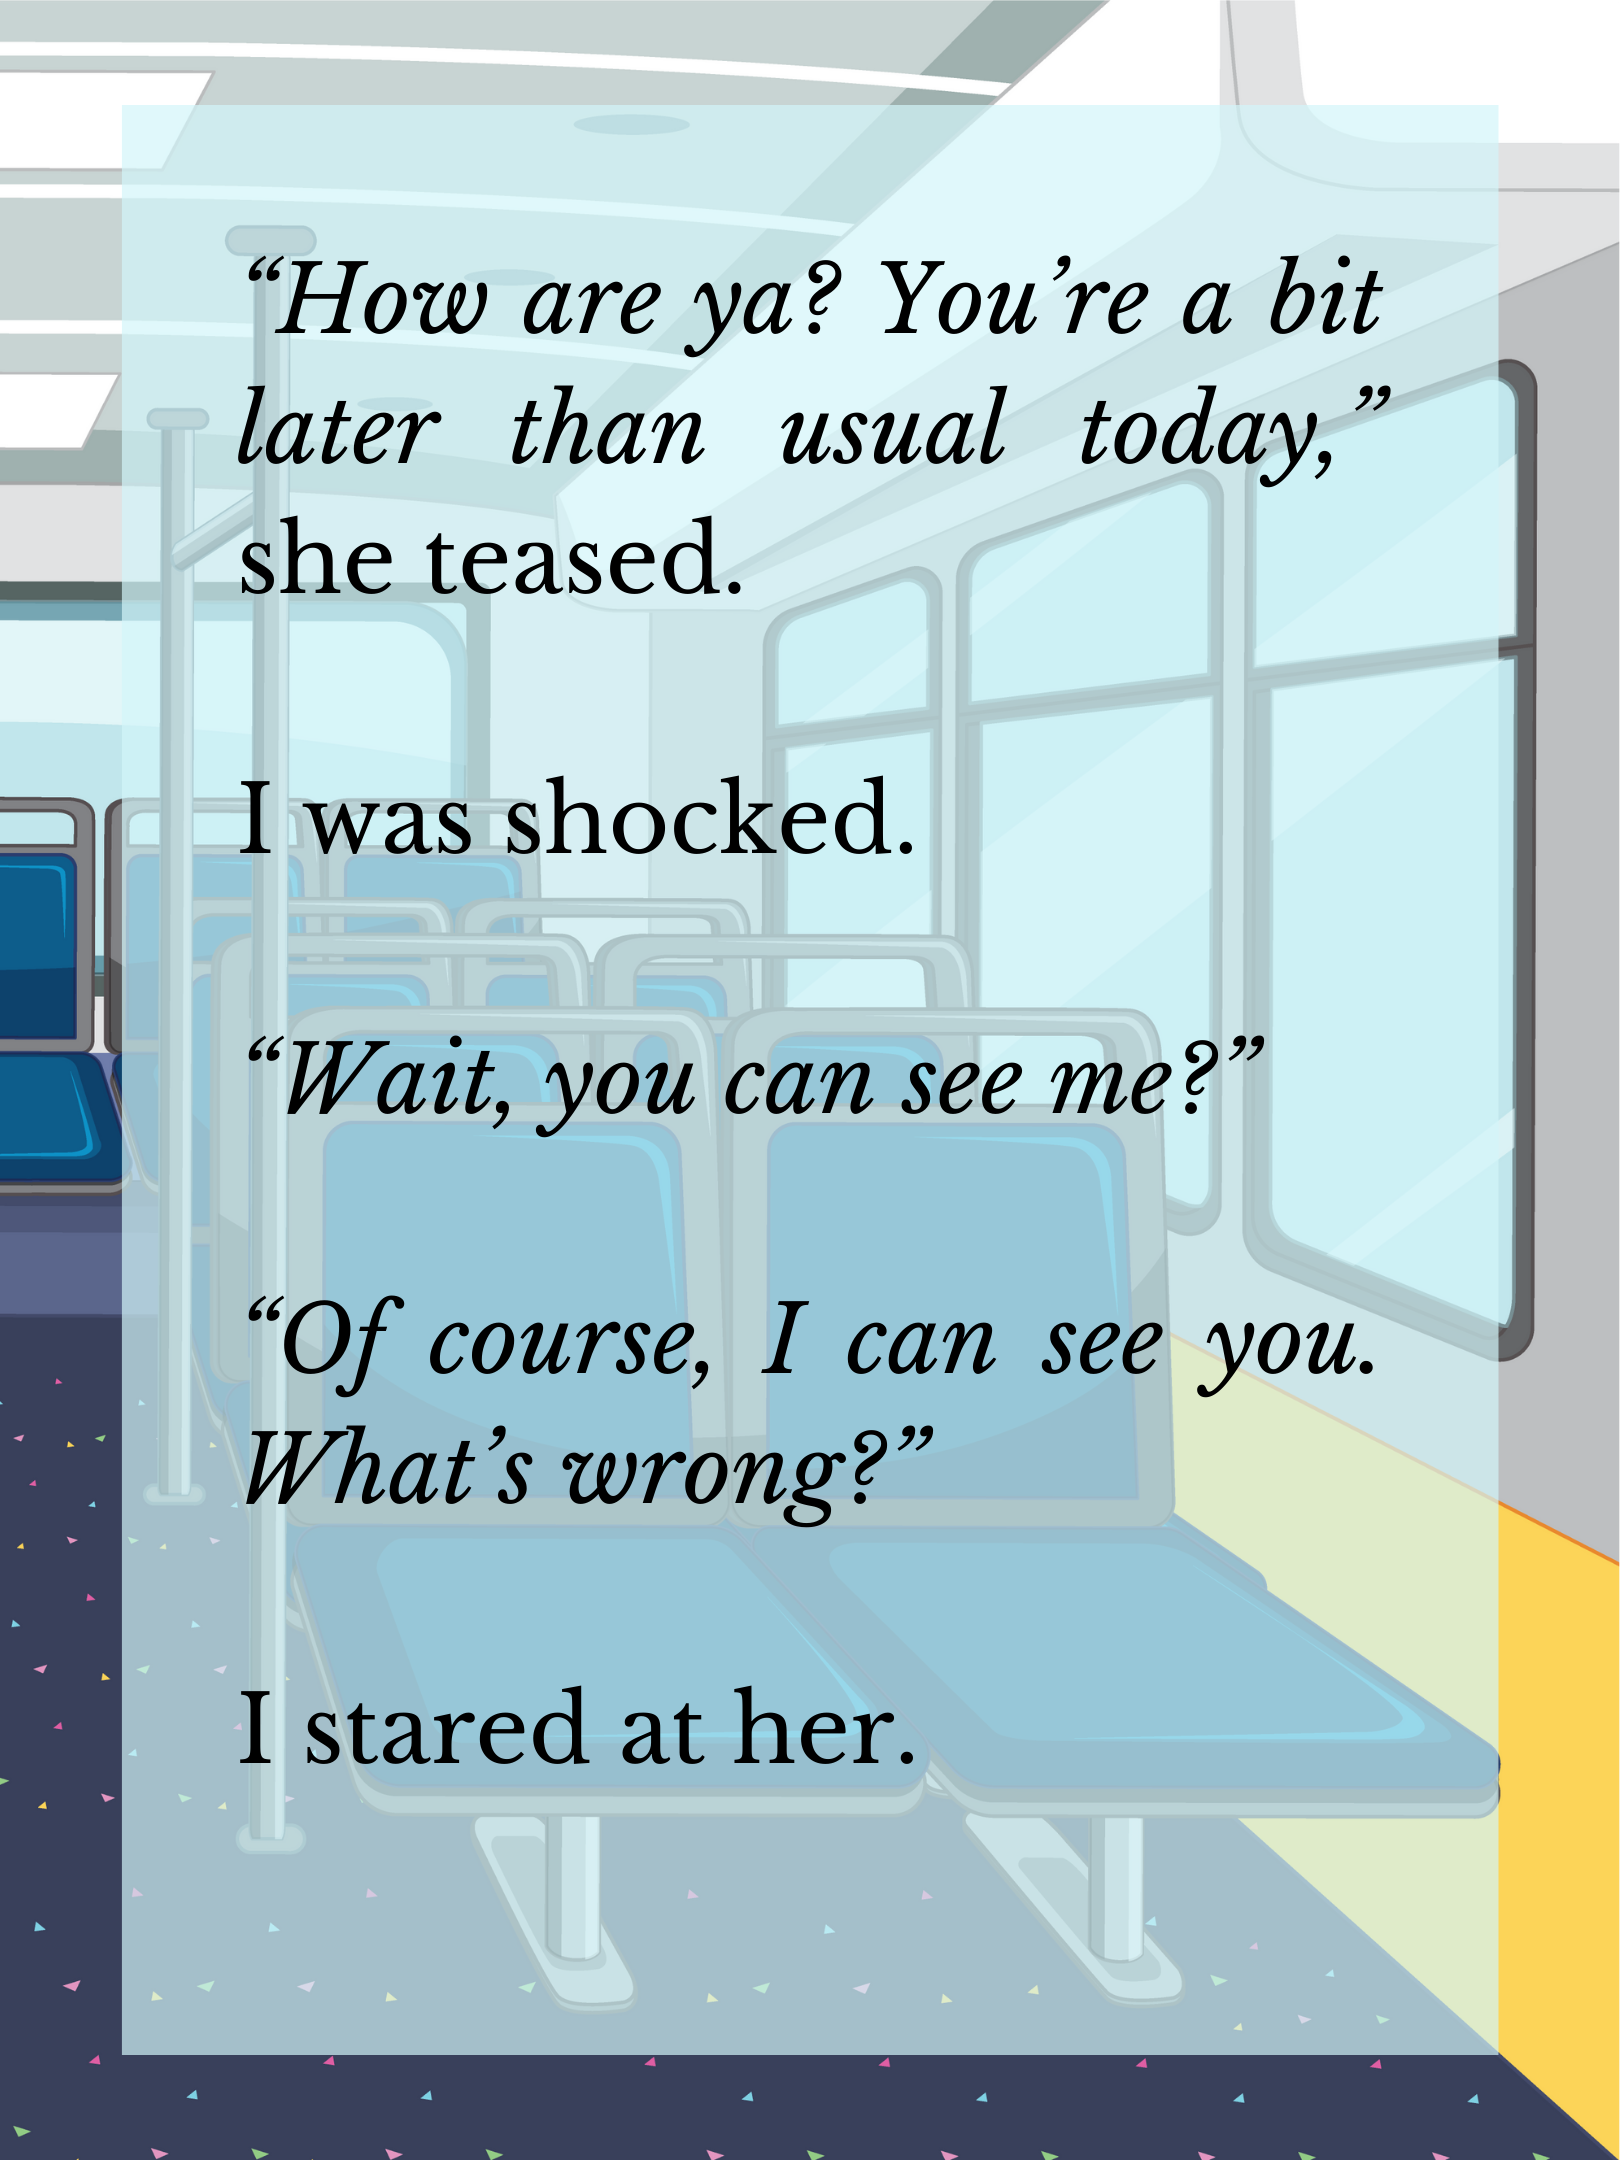 “How are ya? You’re a bit
later than usual today,”
she teased.
I was shocked.
“Wait, you can see me?”
“Of course, I can see you.
What’s wrong?”
I stared at her.